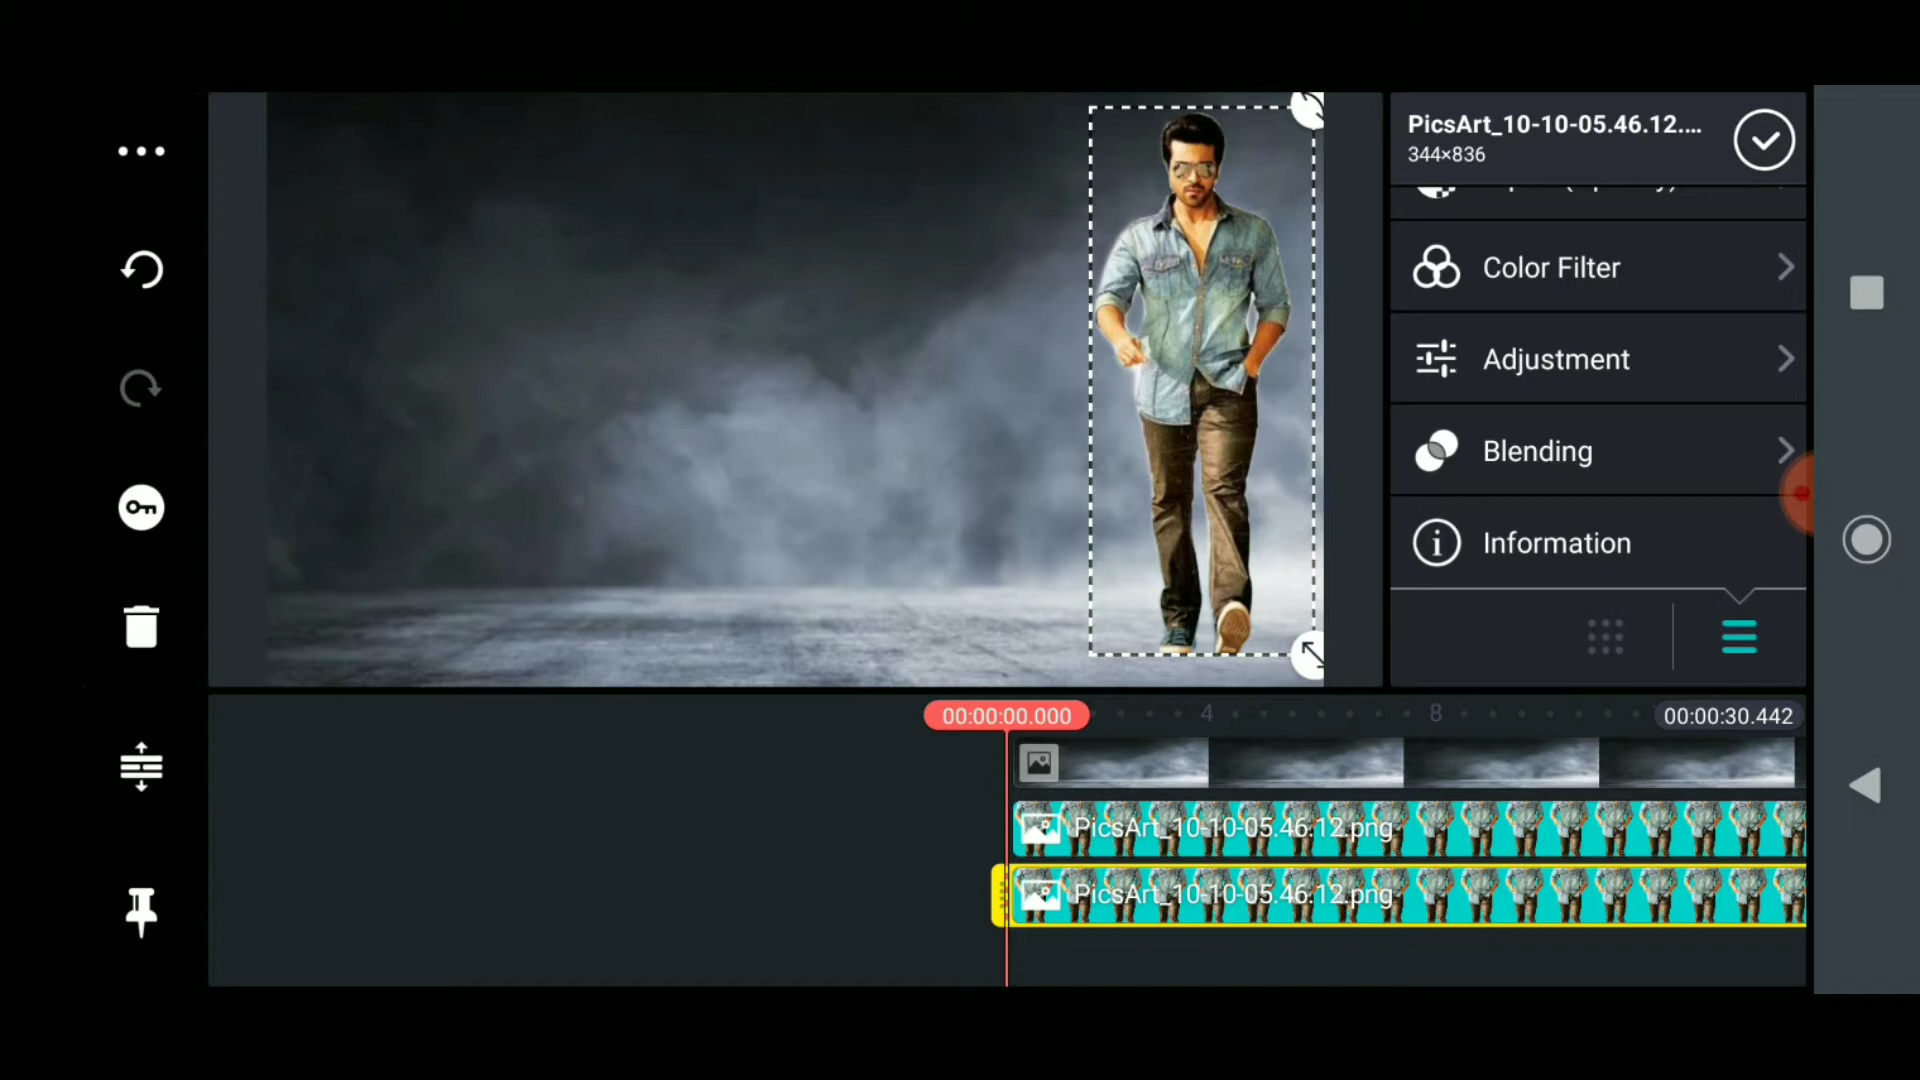 PicsArt_10-10-05.46.12....
344×836
Color Filter
Adjustment
Blending
Information
00:00:00.000
4
8
00:00:30.442
PicsArt_10-10-05.46.12.png
PicsArt_10-10-05.46.12.png